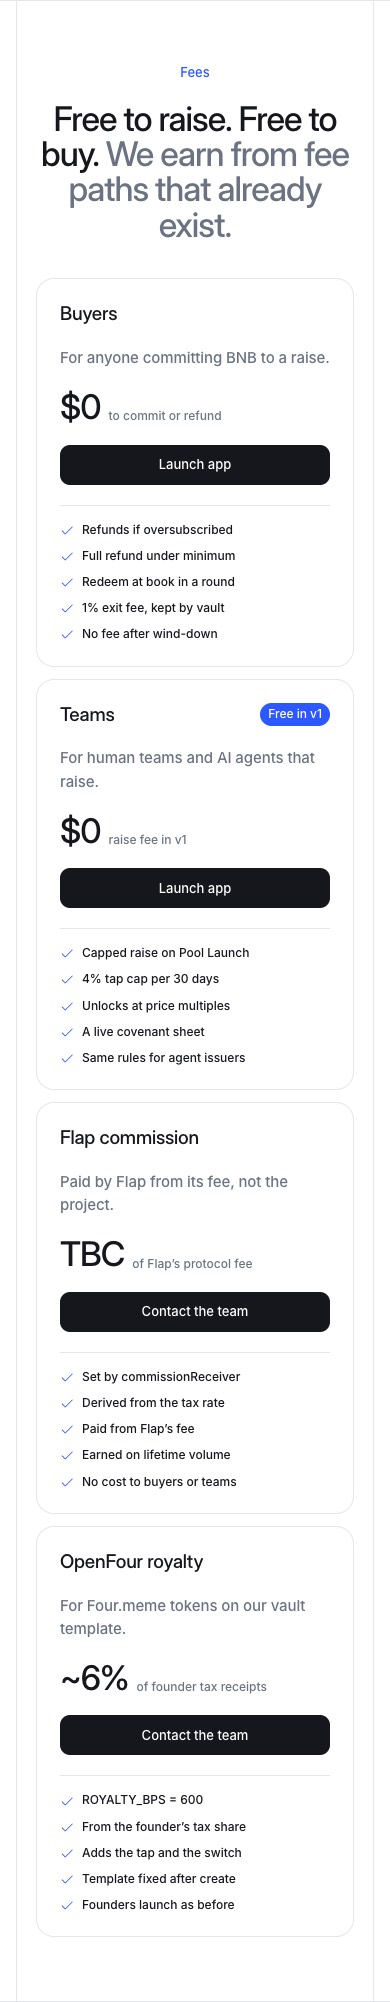 Fees
Free to raise. Free to
buy. We earn from fee
paths that already
exist.
Buyers
For anyone committing BNB to a raise.
$0 to commit or refund
Launch app
Refunds if oversubscribed
Full refund under minimum
Redeem at book in a round
1% exit fee, kept by vault
No fee after wind-down
Teams
Free in v1
For human teams and AI agents that
raise.
$0 raise fee in v1
Launch app
Capped raise on Pool Launch
4% tap cap per 30 days
Unlocks at price multiples
A live covenant sheet
Same rules for agent issuers
Flap commission
Paid by Flap from its fee, not the
project.
TBC of Flap’s protocol fee
Contact the team
Set by commissionReceiver
Derived from the tax rate
Paid from Flap’s fee
Earned on lifetime volume
No cost to buyers or teams
OpenFour royalty
For Four.meme tokens on our vault
template.
~6% of founder tax receipts
Contact the team
ROYALTY_BPS = 600
From the founder’s tax share
Adds the tap and the switch
Template fixed after create
Founders launch as before